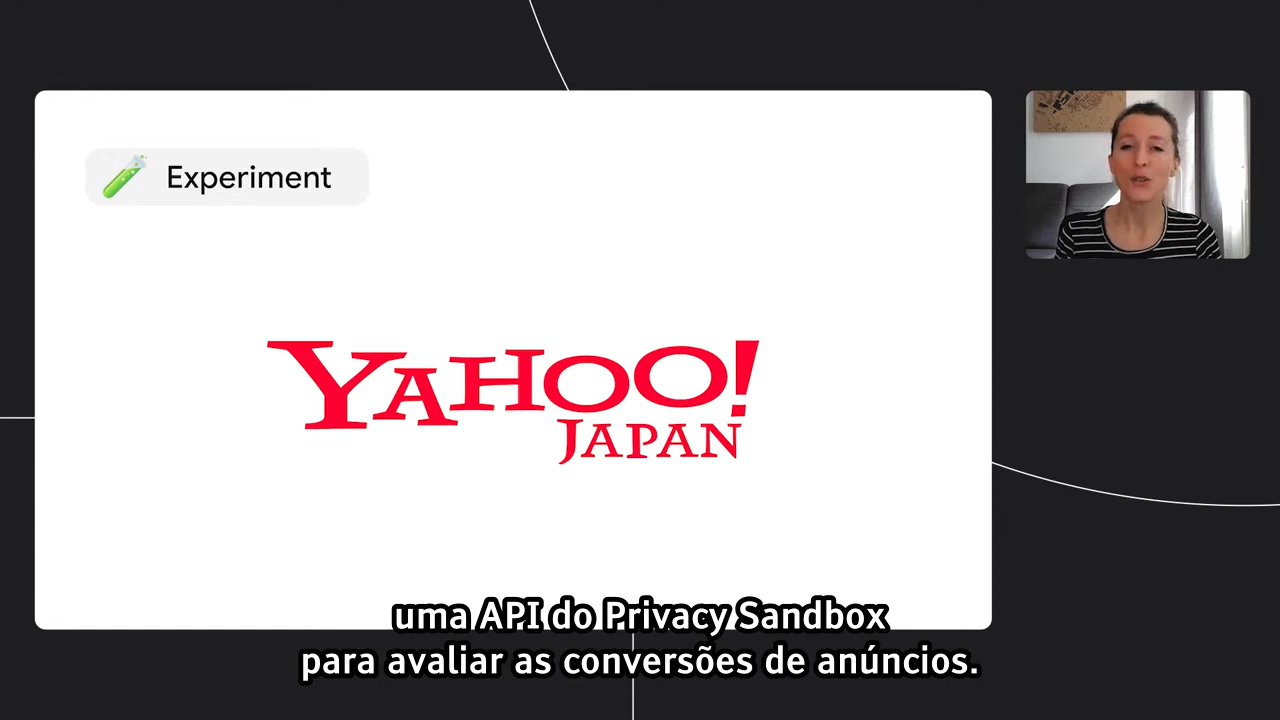 Experiment
YAHOO!
JAPAN
uma API do Privacy Sandbox
para avaliar as conversões de anúncios.